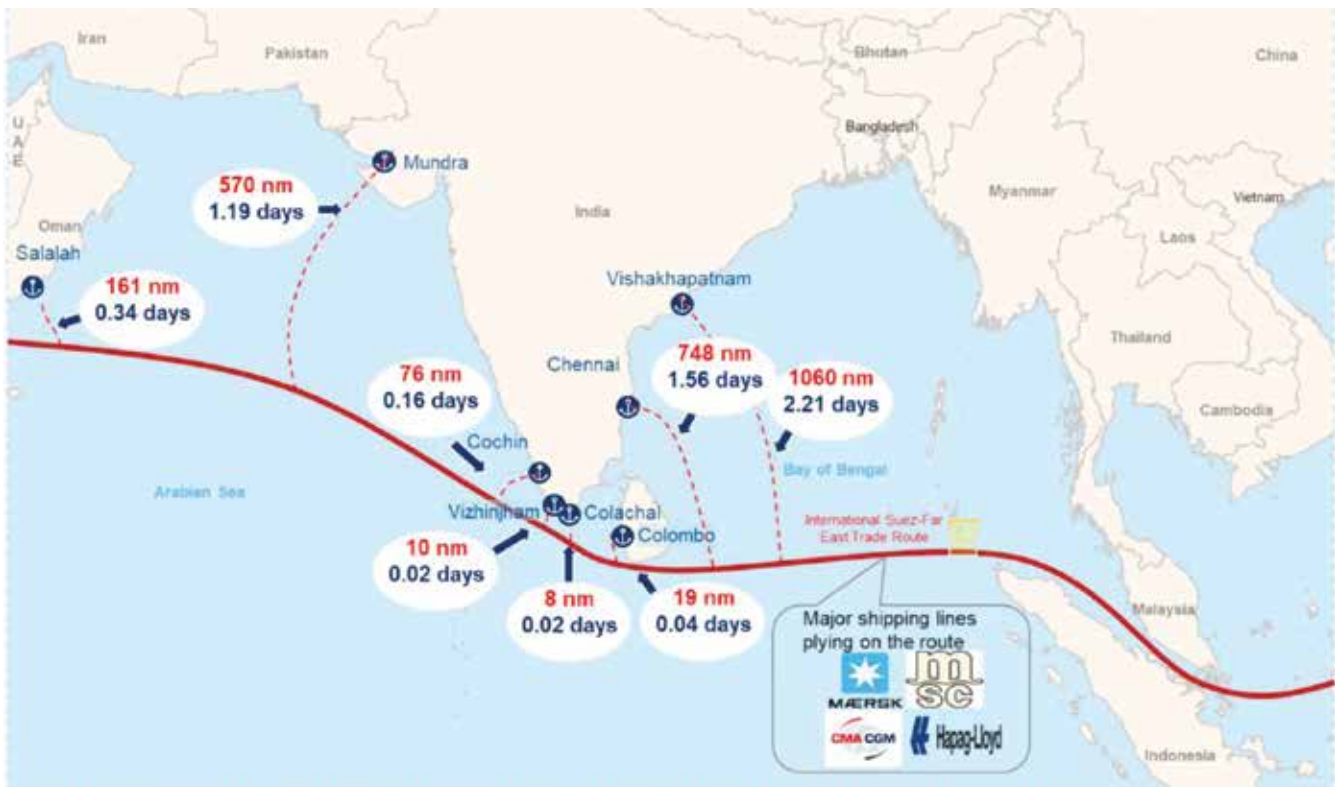 Iran
Pakistan
Bhutan
China
U
A
E
Bangladesh
Mundra
570 nm
1.19 days
Myanmar
Vietnam
India
Oman
Laos
Salalah
161 nm
0.34 days
Vishakhapatnam
Thailand
748 nm
1.56 days
Chennai
76 nm
0.16 days
1060 nm
2.21 days
Cambodia
Cochin
Bay of Bengal
Arabian Sea
Vizhinjham
Colachal
International Suez-Far
East Trade Route
Colombo
10 nm
0.02 days
8 nm
0.02 days
19 nm
0.04 days
Malaysia
Major shipping lines
plying on the route
MÆRSK
m
sc
CMA CGM
Hapag-Lloyd
Indonesia